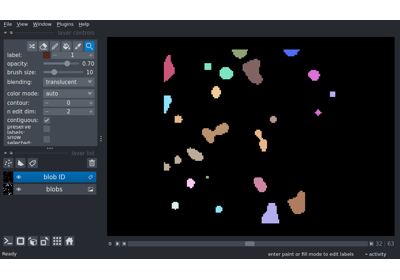 File View Window Plugins Help
layer controls
label: 1
opacity: 0.70
brush size: 10
blending: translucent
color mode: auto
contour: 0
n edit dim: 2
contiguous:
preserve labels:
show selected:
layer list
blob ID
blobs
0 32 63
Ready enter paint or fill mode to edit labels activity